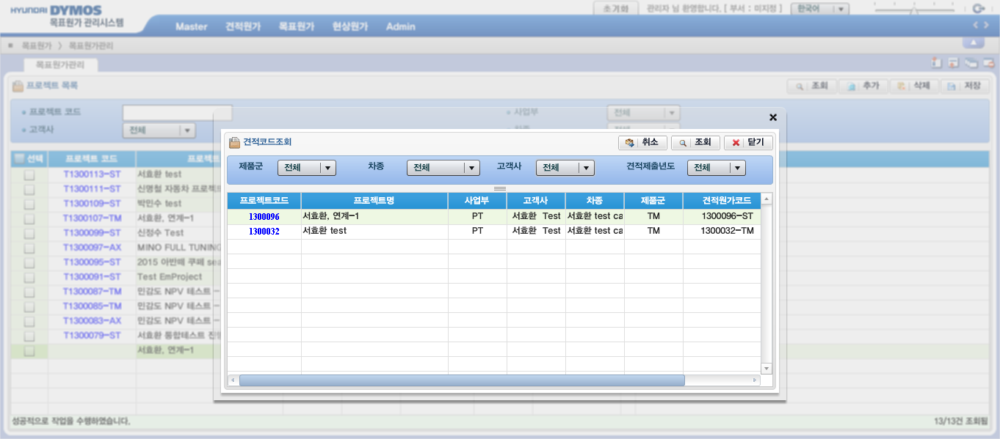 HYUNDAI DYMOS
목표원가 관리시스템
초기화 관리자 님 환영합니다. [ 부서 : 미지정 ] 한국어
Master 견적원가 목표원가 현상원가 Admin
목표원가 > 목표원가관리
목표원가관리
프로젝트 목록
조회 추가 삭제 저장
프로젝트 코드 사업부 전체
고객사 전체 차종 전체
선택 프로젝트 코드 프로젝트
T1300113-ST 서효환 test
T1300111-ST 신명철 자동차 프로젝트
T1300109-ST 박민수 test
T1300107-TM 서효환, 연계-1
T1300099-ST 신정수 Test
T1300097-AX MINO FULL TUNING
T1300095-ST 2015 아반떼 쿠페 sea
T1300091-ST Test EmProject
T1300087-TM 민감도 NPV 테스트 -
T1300085-TM 민감도 NPV 테스트 -
T1300083-AX 민감도 NPV 테스트 -
T1300079-ST 서효환 통합테스트 진행
서효환, 연계-1
성공적으로 작업을 수행하였습니다.
13/13건 조회됨
견적코드조회
취소 조회 닫기
제품군 전체 차종 전체 고객사 전체 견적제출년도 전체
프로젝트코드 프로젝트명 사업부 고객사 차종 제품군 견적원가코드
1300096 서효환, 연계-1 PT 서효환 Test 서효환 test ca TM 1300096-ST
1300032 서효환 test PT 서효환 Test 서효환 test ca TM 1300032-TM